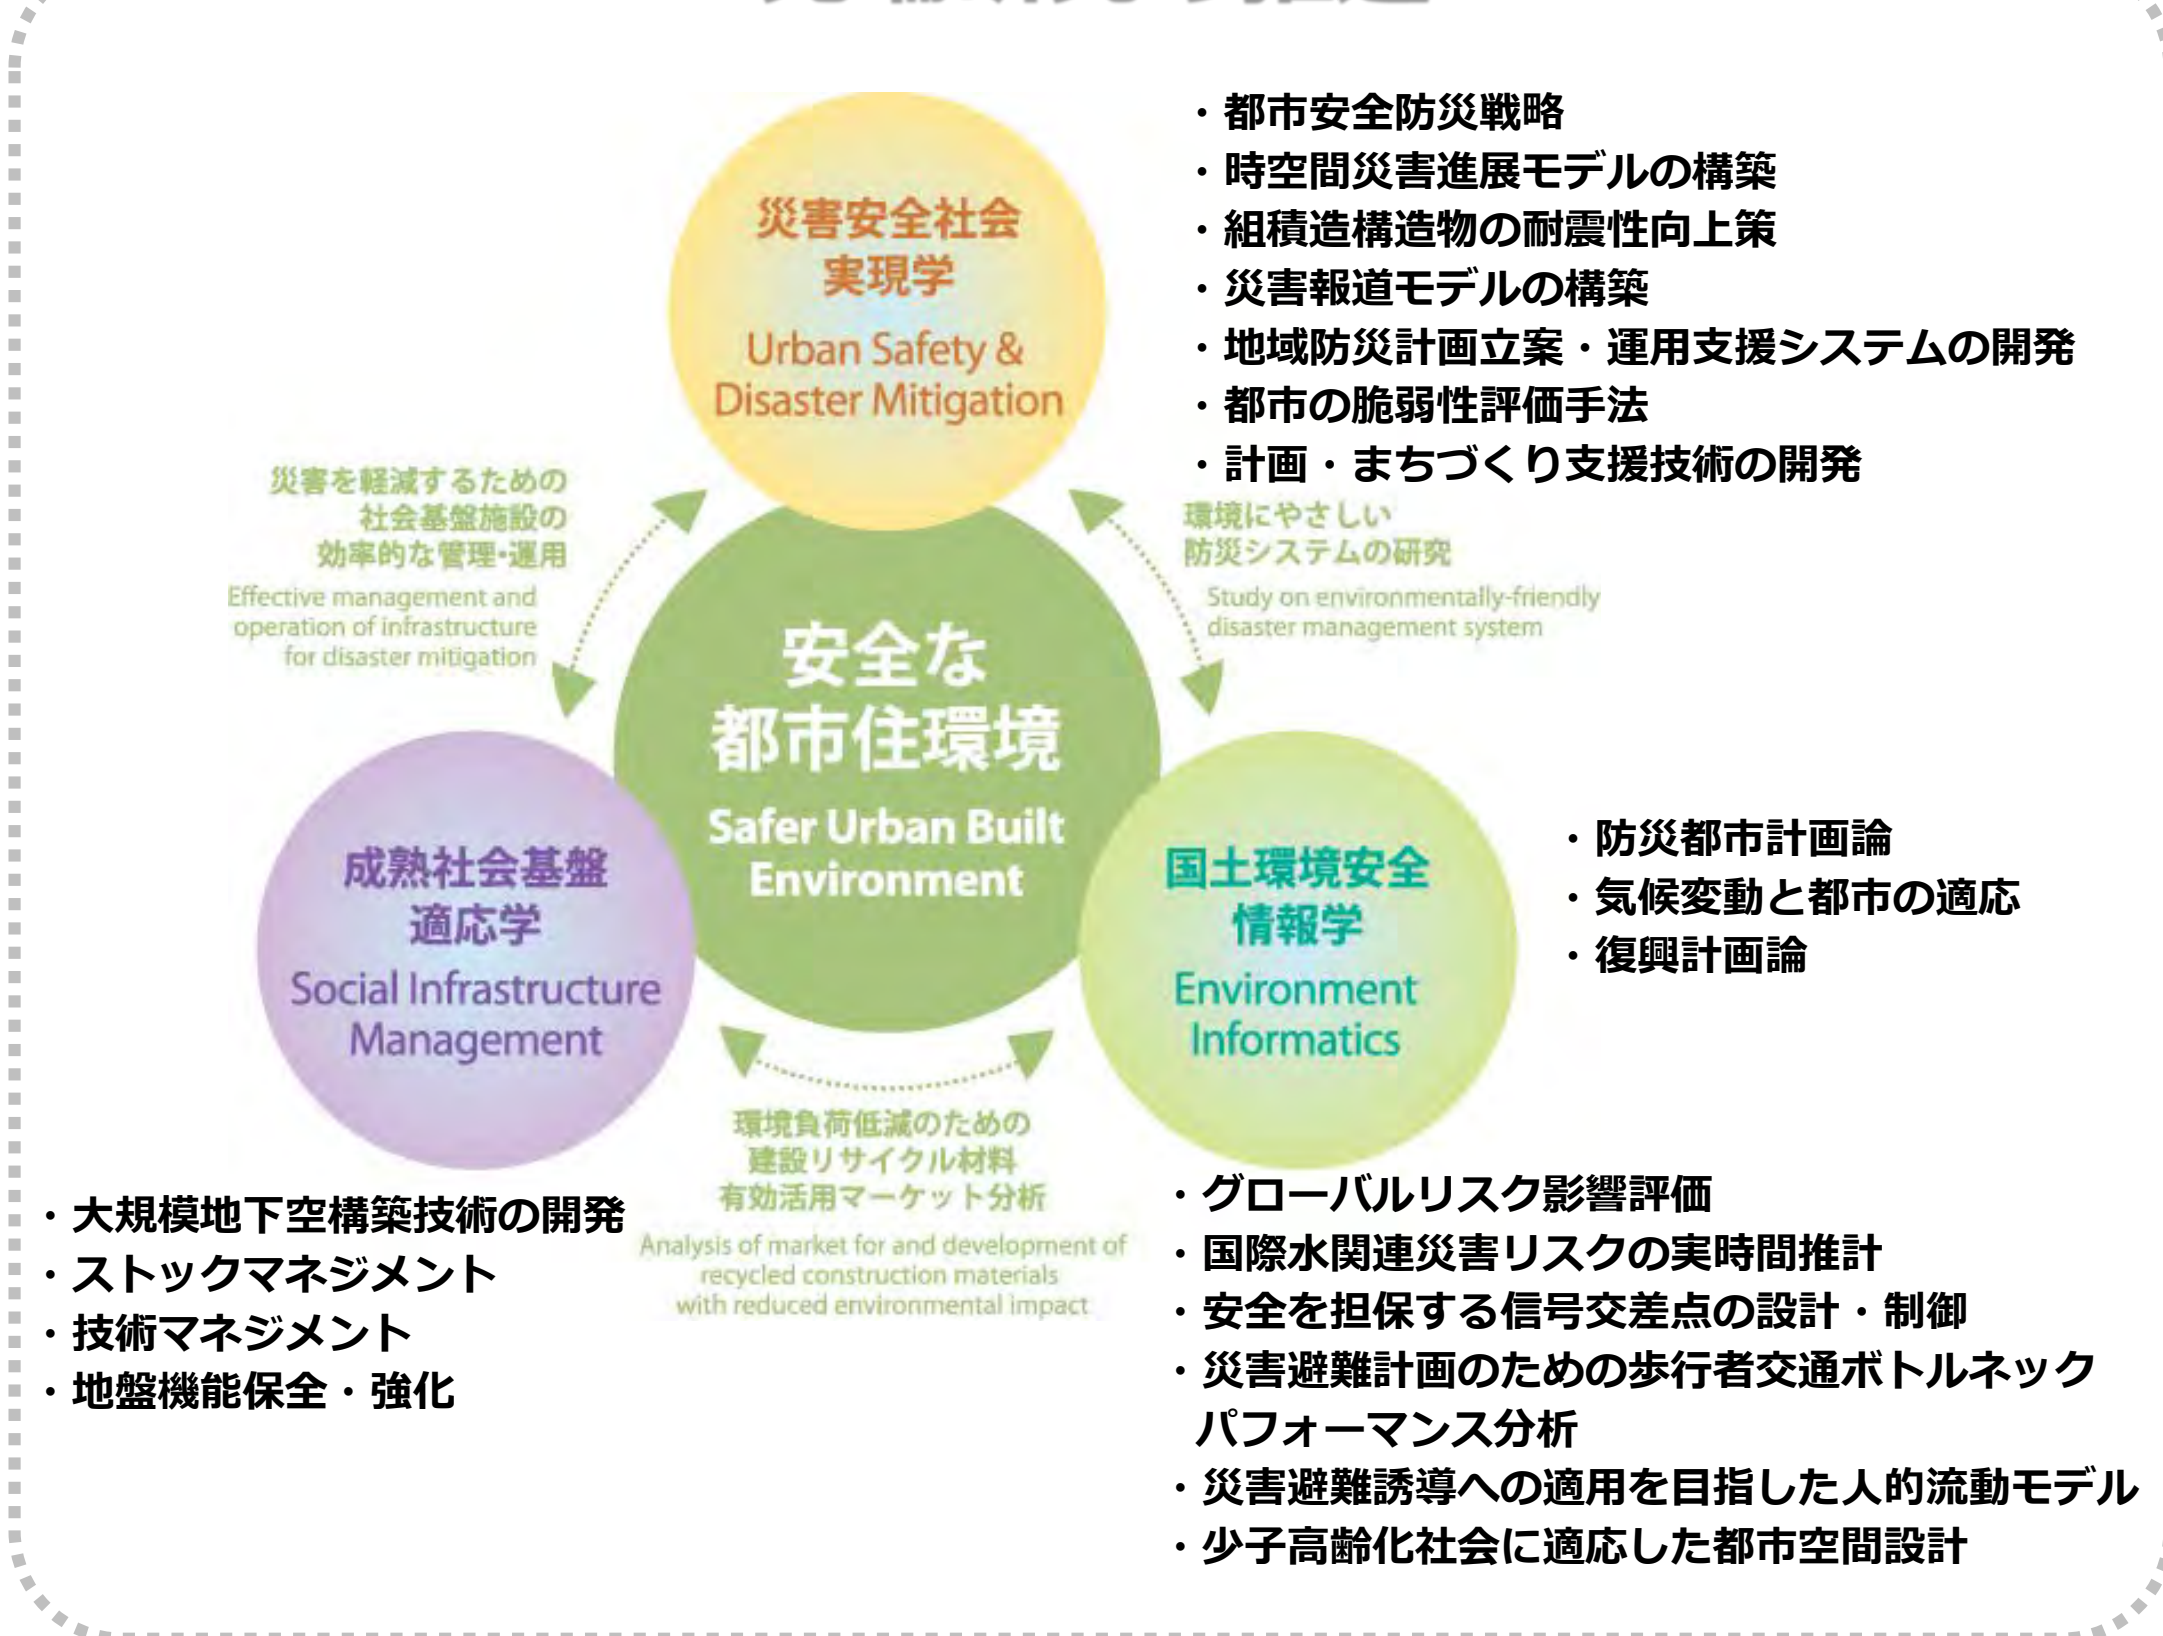 ・都市安全防災戦略
・時空間災害進展モデルの構築
・組積造構造物の耐震性向上策
・災害報道モデルの構築
・地域防災計画立案・運用支援システムの開発
・都市の脆弱性評価手法
・計画・まちづくり支援技術の開発
災害安全社会
実現学
Urban Safety &
Disaster Mitigation
災害を軽減するための
社会基盤施設の
効率的な管理・運用
Effective management and
operation of infrastructure
for disaster mitigation
環境にやさしい
防災システムの研究
Study on environmentally-friendly
disaster management system
安全な
都市住環境
Safer Urban Built
Environment
成熟社会基盤
適応学
Social Infrastructure
Management
国土環境安全
情報学
Environment
Informatics
・防災都市計画論
・気候変動と都市の適応
・復興計画論
環境負荷低減のための
建設リサイクル材料
有効活用マーケット分析
Analysis of market for and development of
recycled construction materials
with reduced environmental impact
・大規模地下空構築技術の開発
・ストックマネジメント
・技術マネジメント
・地盤機能保全・強化
・グローバルリスク影響評価
・国際水関連災害リスクの実時間推計
・安全を担保する信号交差点の設計・制御
・災害避難計画のための歩行者交通ボトルネック
パフォーマンス分析
・災害避難誘導への適用を目指した人的流動モデル
・少子高齢化社会に適応した都市空間設計